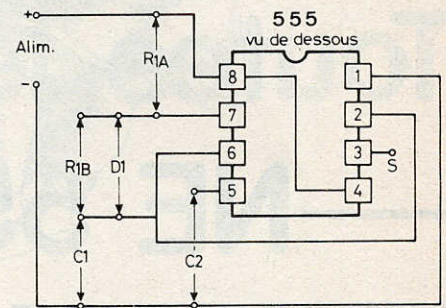 555
vu de dessous
+
Alim.
-
R1A
R1B
D1
C1
C2
8 1
7 2
6 3
5 4
S